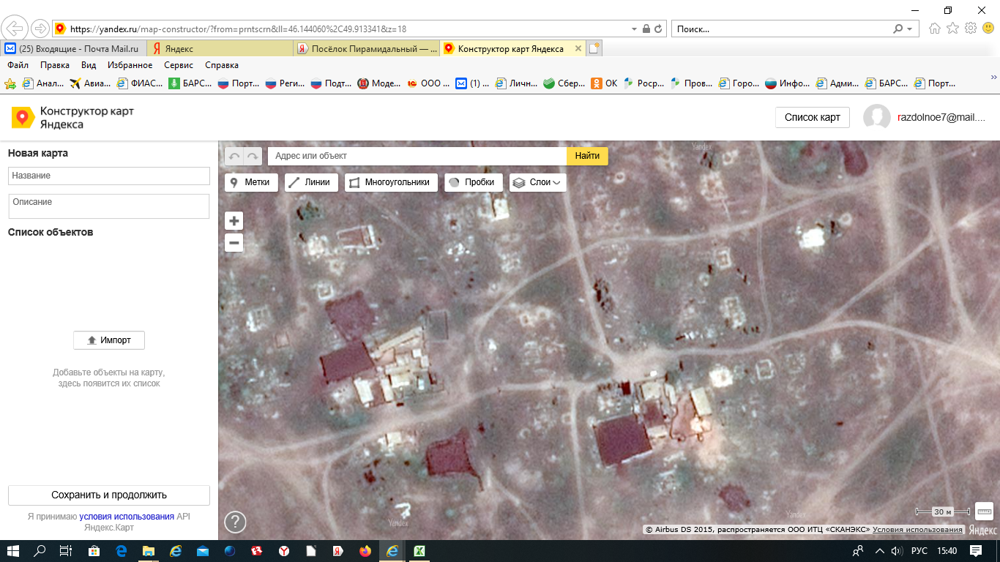 https://yandex.ru/map-constructor/?from=prntscrn&ll=46.144060%2C49.913341&z=18
Поиск...
(25) Входящие - Почта Mail.ru
Яндекс
Посёлок Пирамидальный — ...
Конструктор карт Яндекса
Файл Правка Вид Избранное Сервис Справка
Анал... Авиа... ФИАС... БАРС... Порт... Реги... Подт... Моде... ООО ... (1) ... Личн... Сбер... ОК Роср... Пров... Горо... Инфо... Адми... БАРС... Порт...
Конструктор карт
Яндекса
Список карт
razdolnoe7@mail....
Новая карта
Название
Описание
Список объектов
Импорт
Добавьте объекты на карту,
здесь появится их список
Сохранить и продолжить
Я принимаю условия использования API
Яндекс.Карт
Адрес или объект
Найти
Метки Линии Многоугольники Пробки Слои
Yandex
Yandex
Yandex
30 м
© Airbus DS 2015, распространяется ООО ИТЦ «СКАНЭКС» Условия использования
Яндекс
РУС 15:40